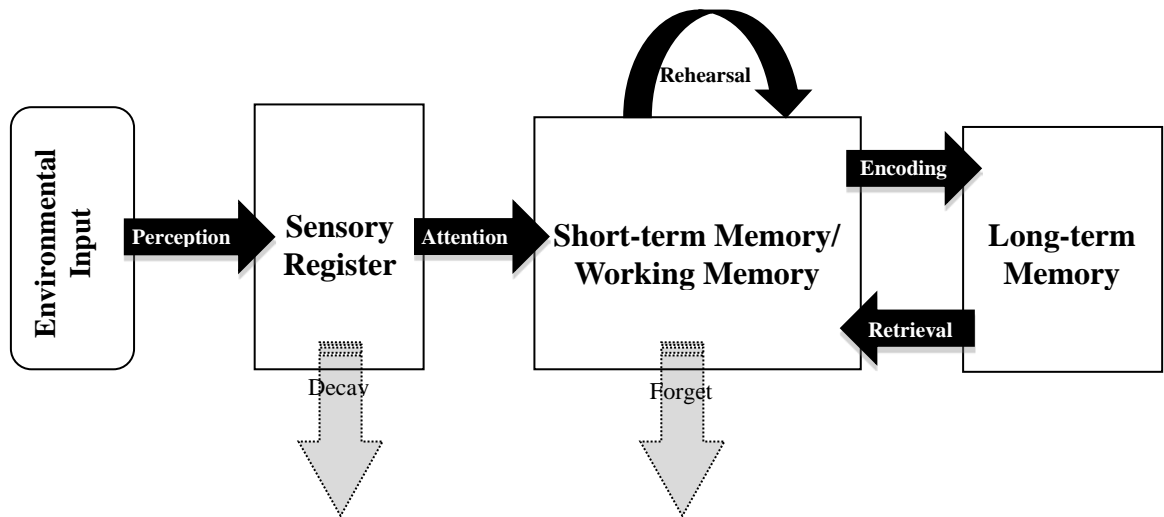 Rehearsal
Environmental
Input
Perception
Sensory
Register
Attention
Short-term Memory/
Working Memory
Encoding
Retrieval
Long-term
Memory
Decay
Forget